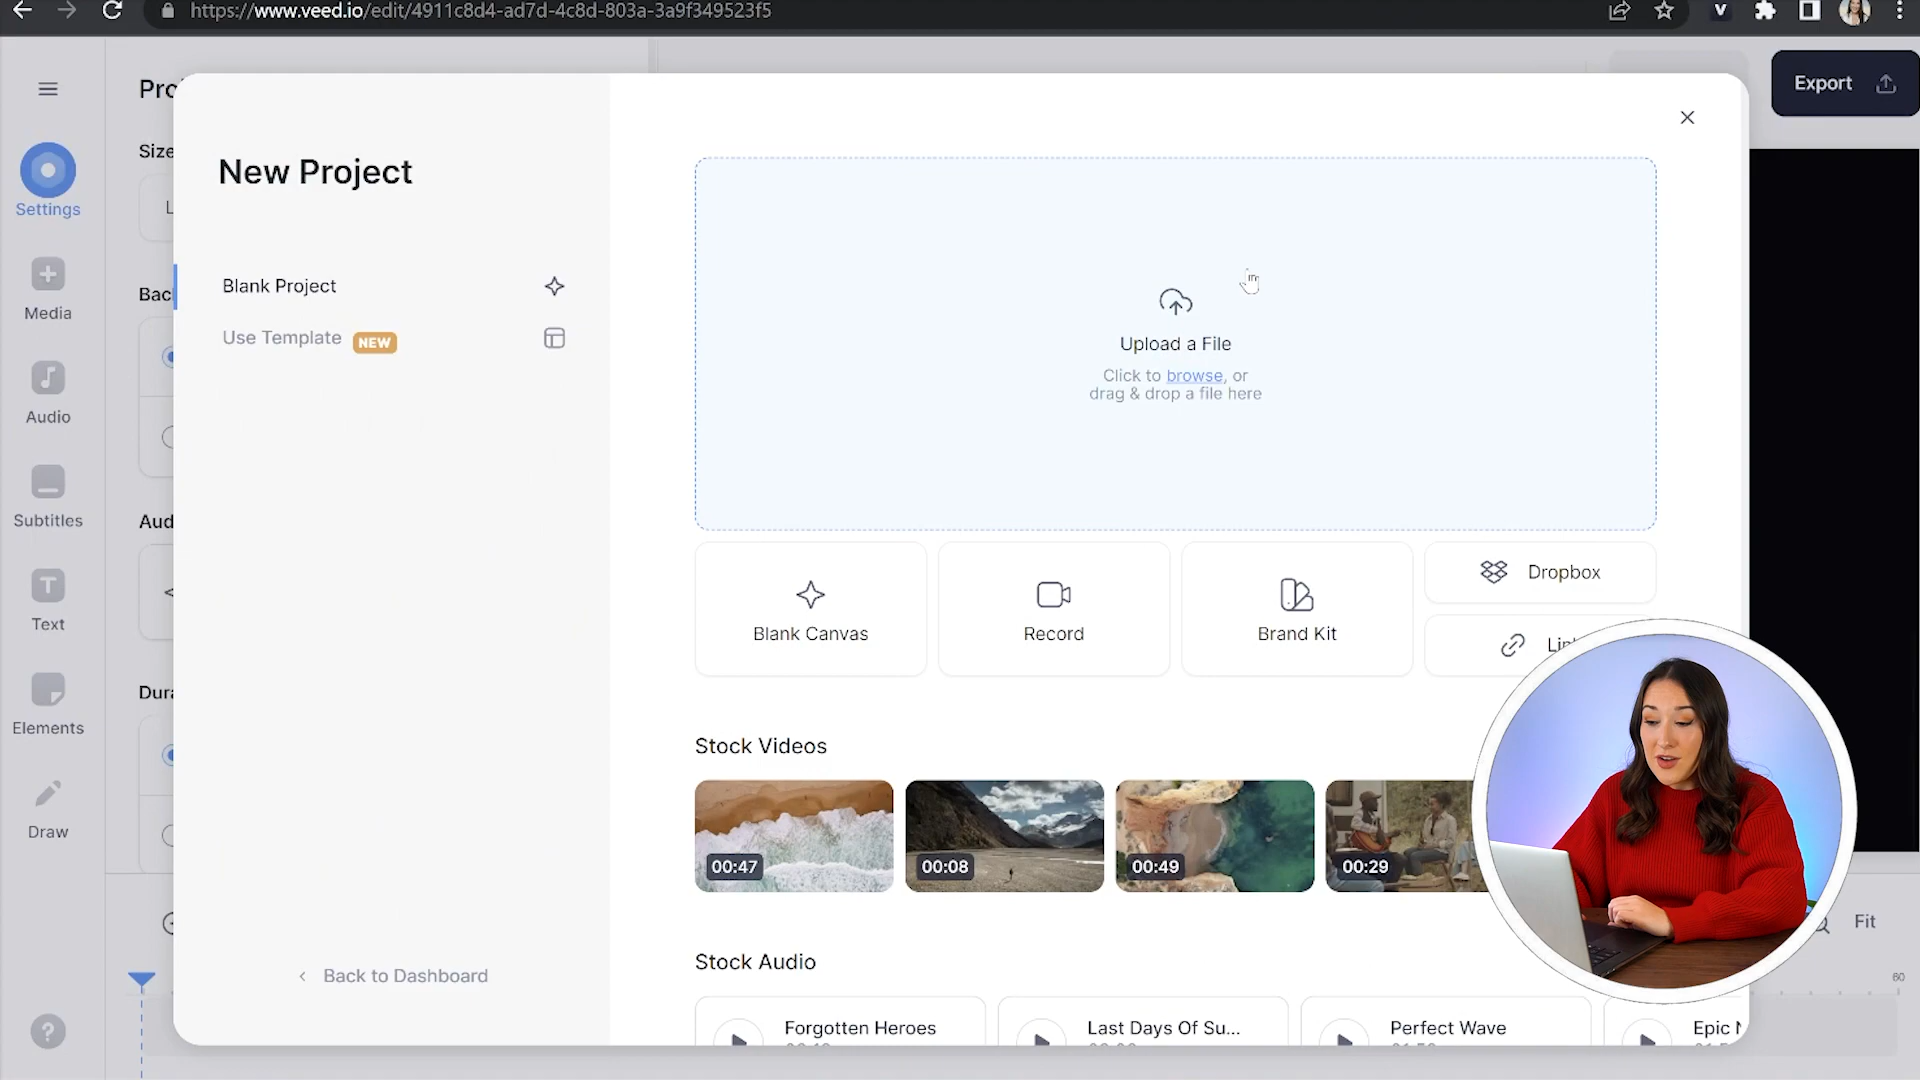 https://www.veed.io/edit/4911c8d4-ad7d-4c8d-803a-3a9f349523f5
Export
Settings
Media
Audio
Subtitles
Text
Elements
Draw
Size
New Project
Blank Project
Use Template NEW
Back to Dashboard
Upload a File
Click to browse, or
drag & drop a file here
Blank Canvas
Record
Brand Kit
Dropbox
Stock Videos
00:47
00:08
00:49
00:29
Stock Audio
Forgotten Heroes
Last Days Of Su...
Perfect Wave
Epic
Fit
60